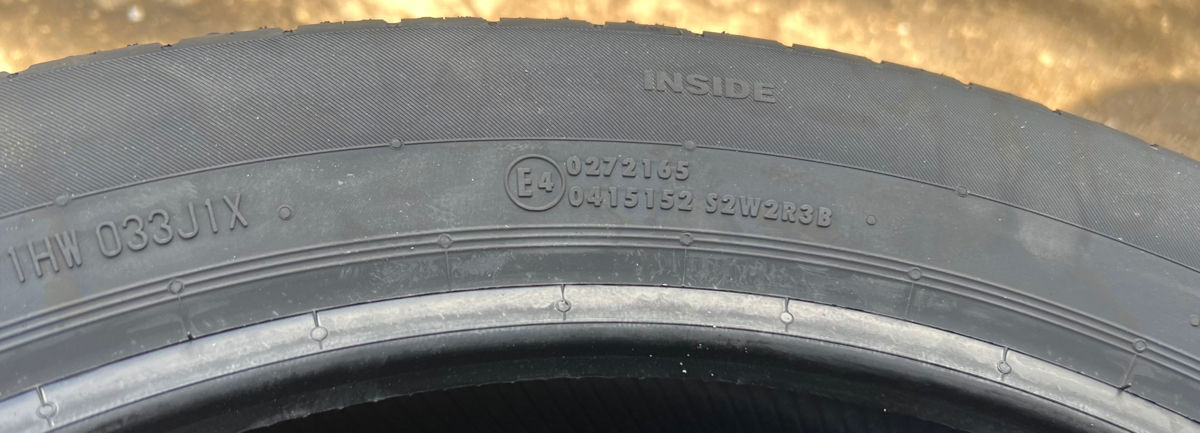 INSIDE
E4 0272165
0415152 S2W2R3B
1HW 033J1X